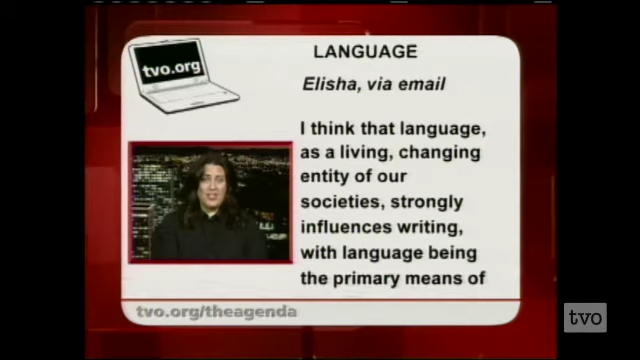 tvo.org
LANGUAGE
Elisha, via email
I think that language,
as a living, changing
entity of our
societies, strongly
influences writing,
with language being
the primary means of
tvo.org/theagenda
tvo